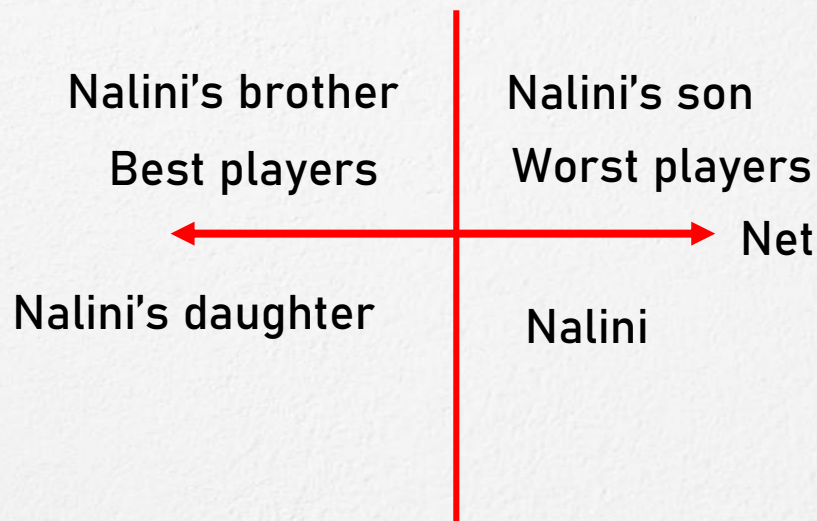 Nalini’s brother
Nalini’s son
Best players
Worst players
Net
Nalini’s daughter
Nalini